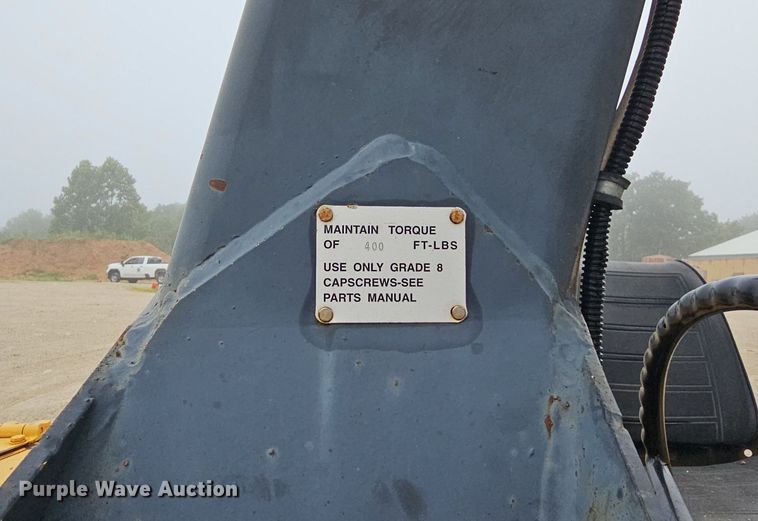 MAINTAIN TORQUE
OF 400 FT-LBS
USE ONLY GRADE 8
CAPSCREWS-SEE
PARTS MANUAL
Purple Wave Auction